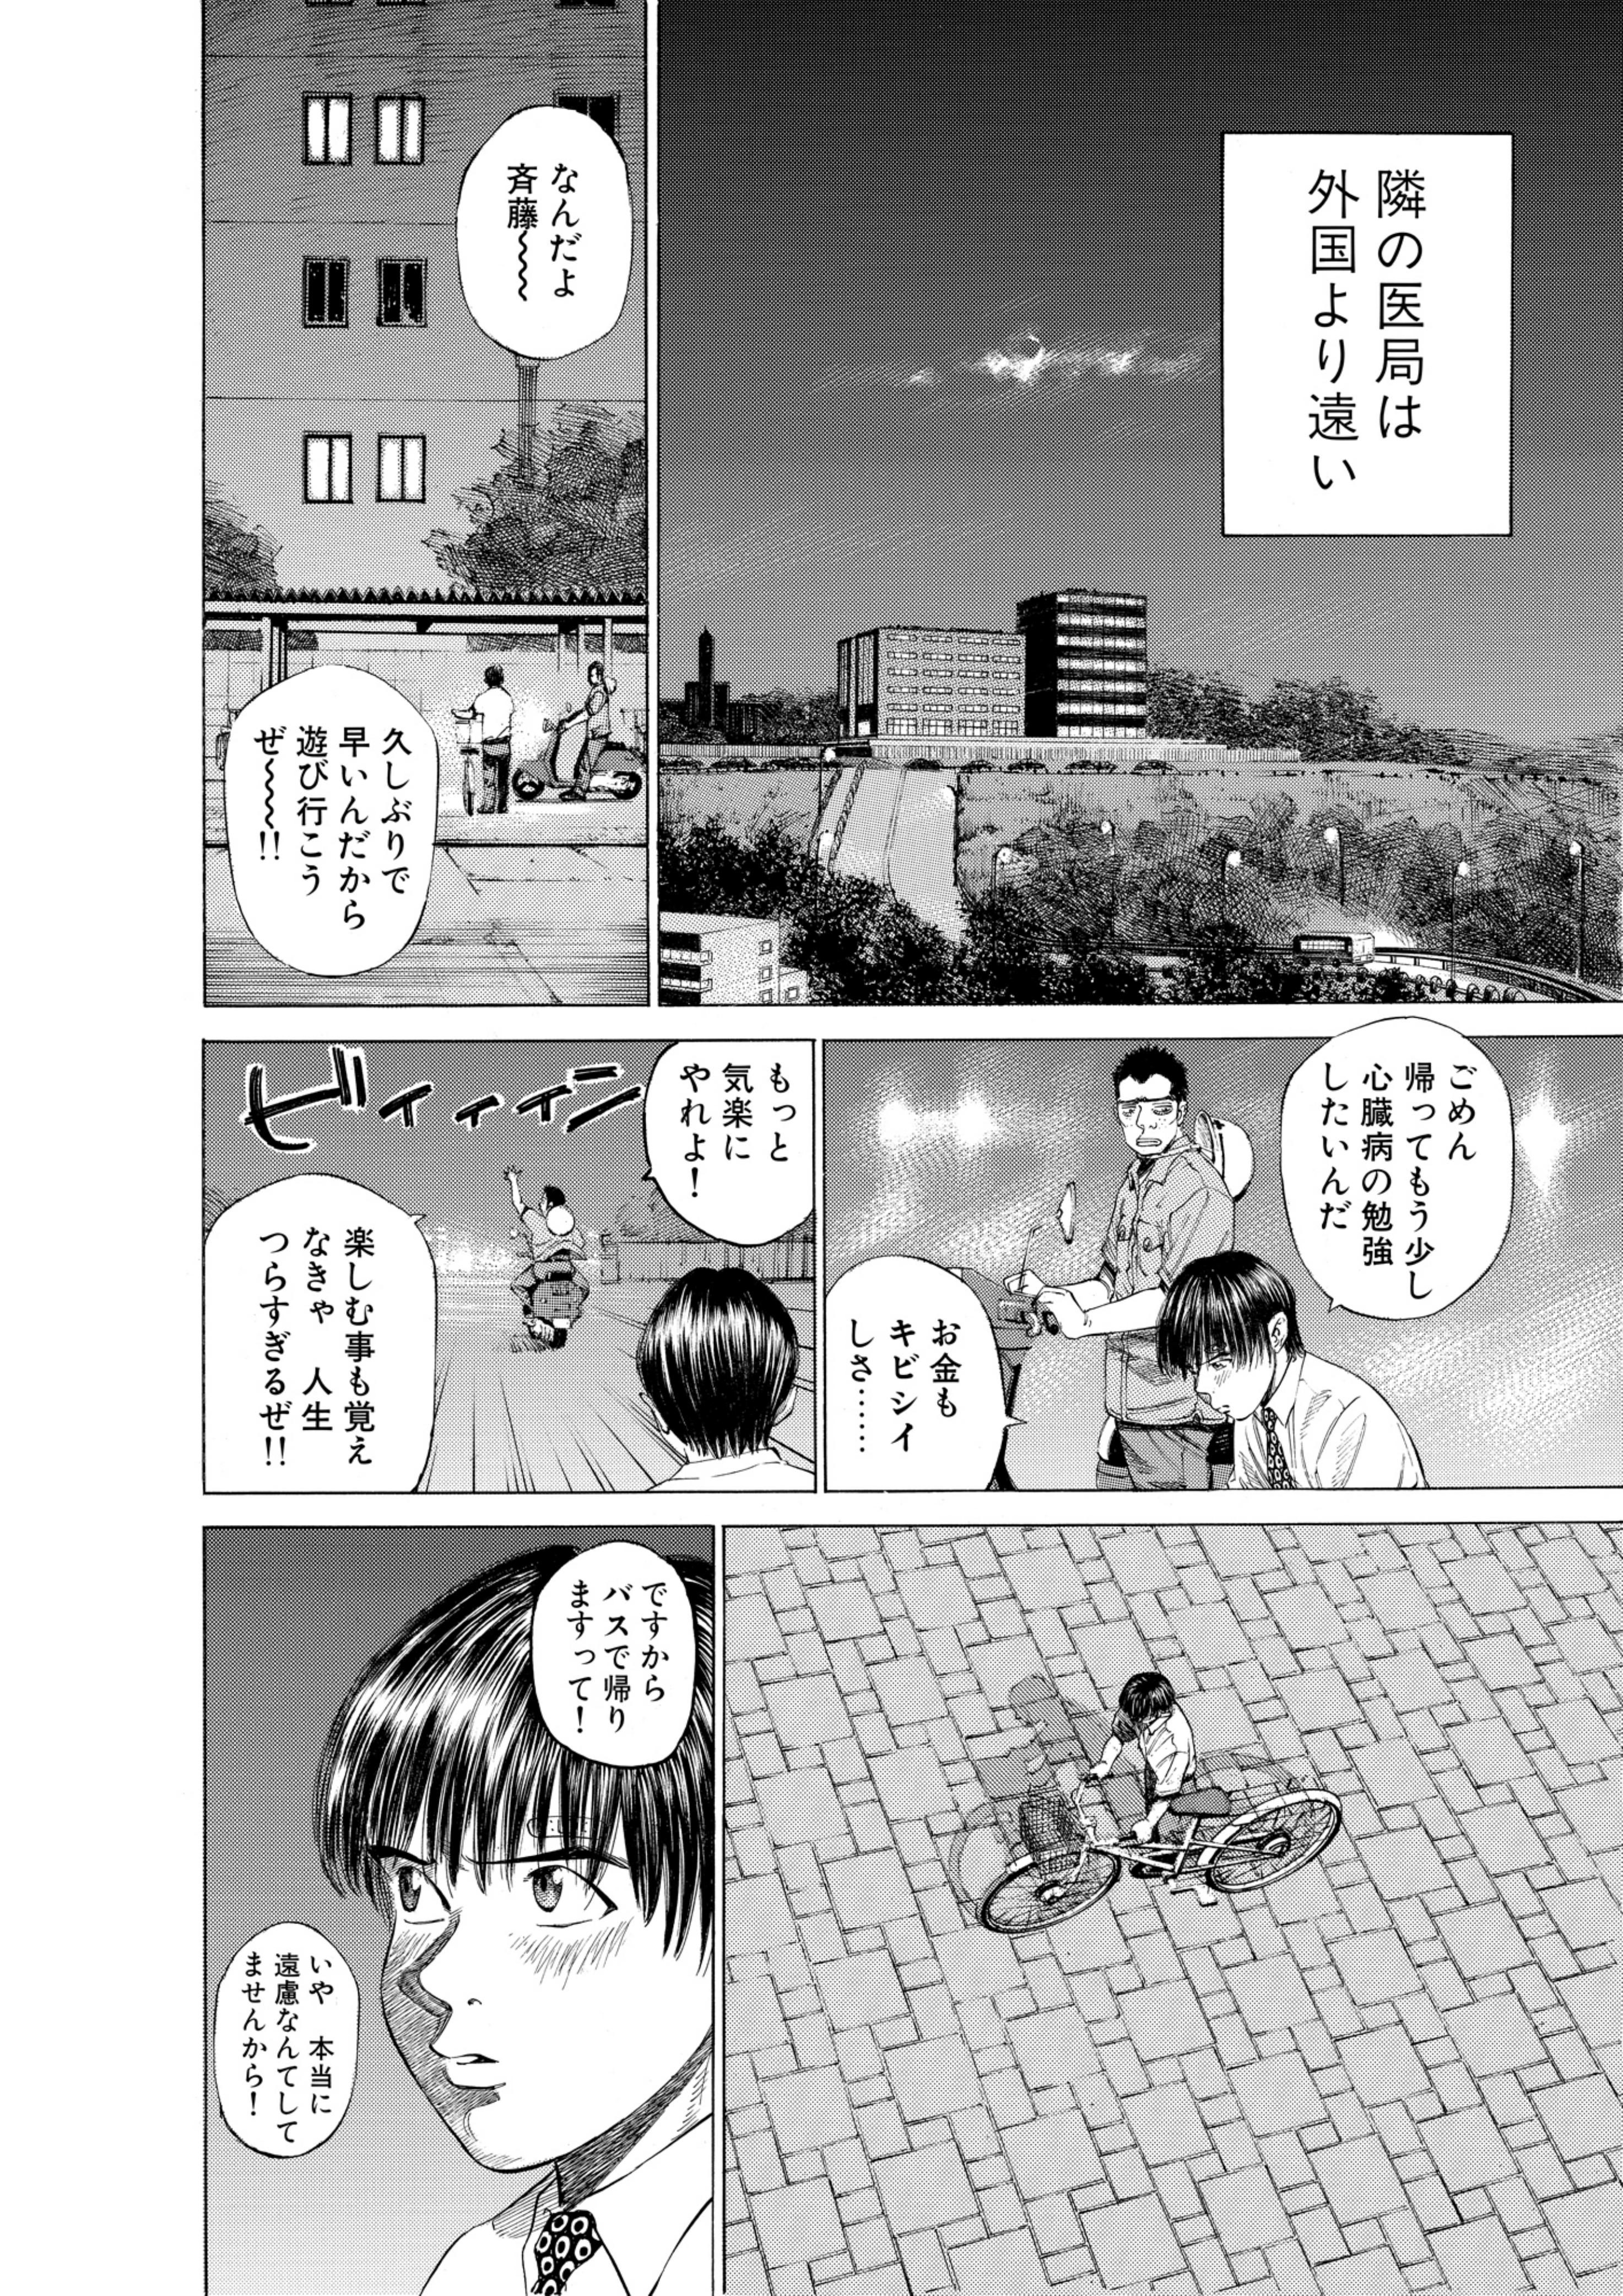 隣の医局は
外国より遠い
なんだよ
斉藤～～～
久しぶりで
早いんだから
遊び行こう
ぜ～～～!!
ごめん
帰ってもう少し
心臓病の勉強
したいんだ
お金も
キビシイ
しさ………
もっと
気楽に
やれよ！
ビィィィン
楽しむ事も覚え
なきゃ 人生
つらすぎるぜ!!
ですから
バスで帰り
ますって！
いや 本当に
遠慮なんてして
ませんから！